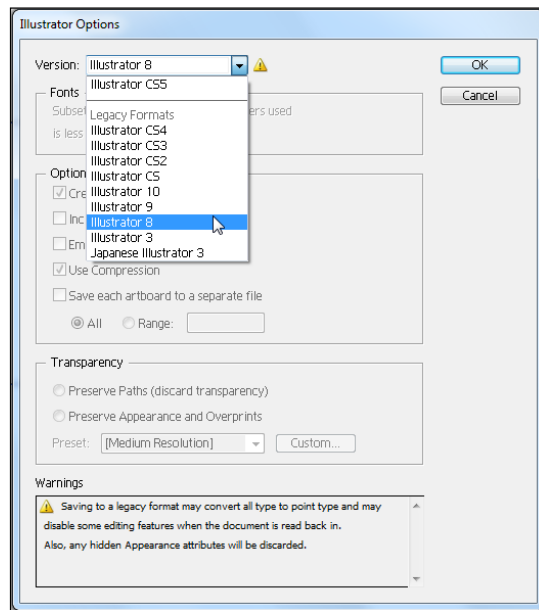 Illustrator Options
Version: Illustrator 8
OK
Illustrator CS5
Cancel
Fonts
Legacy Formats
Subset ers used
Illustrator CS4
is less
Illustrator CS3
Illustrator CS2
Illustrator CS
Option
Illustrator 10
Cre
Illustrator 9
Inc
Illustrator 8
Illustrator 3
Em
Japanese Illustrator 3
Use Compression
Save each artboard to a separate file
All Range:
Transparency
Preserve Paths (discard transparency)
Preserve Appearance and Overprints
Preset: [Medium Resolution] Custom...
Warnings
Saving to a legacy format may convert all type to point type and may
disable some editing features when the document is read back in.
Also, any hidden Appearance attributes will be discarded.